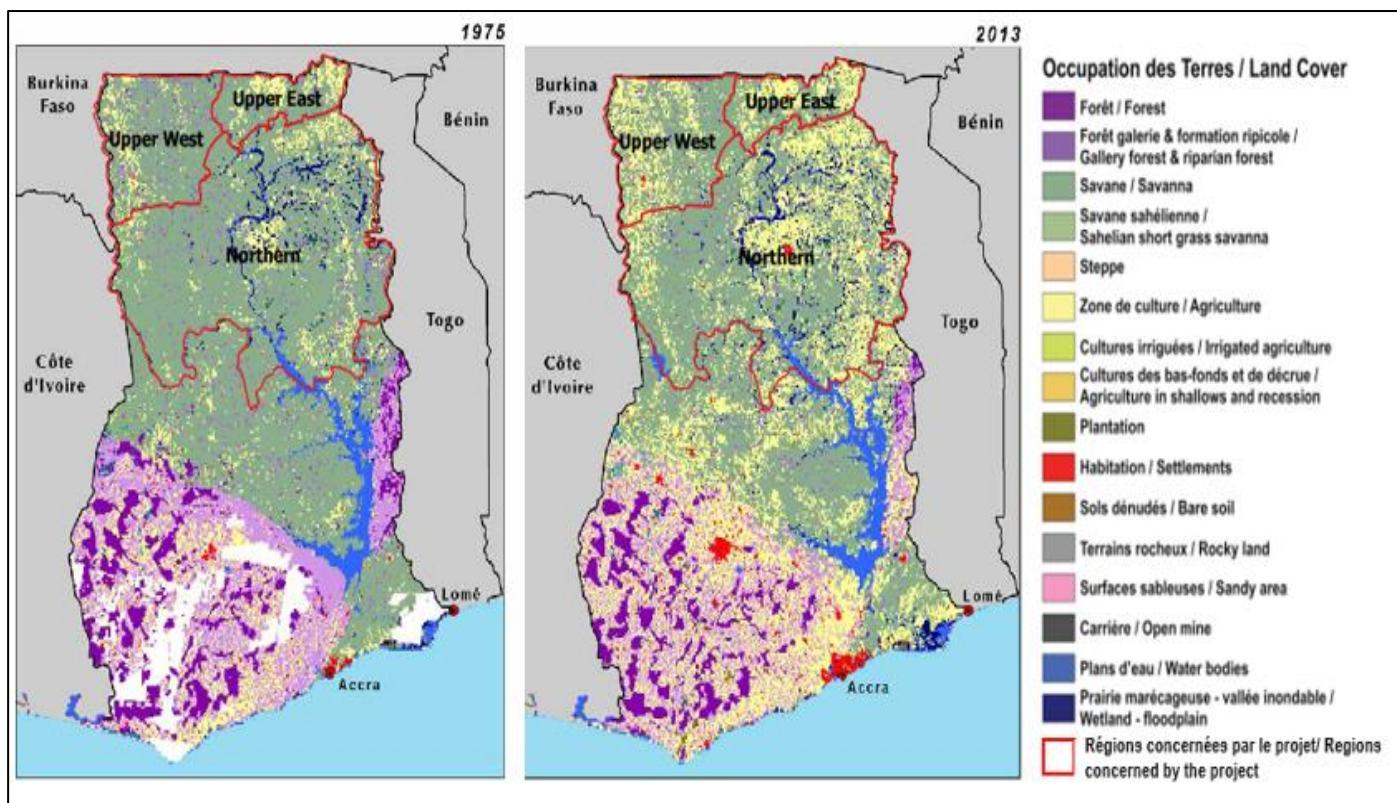 1975
Burkina
Faso
Upper East
Upper West
Bénin
Northern
Togo
Côte
d'Ivoire
Lomé
Accra
2013
Burkina
Faso
Upper East
Upper West
Bénin
Northern
Togo
Côte
d'Ivoire
Lomé
Accra
Occupation des Terres / Land Cover
Forêt / Forest
Forêt galerie & formation ripicole /
Gallery forest & riparian forest
Savane / Savanna
Savane sahélienne /
Sahelian short grass savanna
Steppe
Zone de culture / Agriculture
Cultures irriguées / Irrigated agriculture
Cultures des bas-fonds et de décrue /
Agriculture in shallows and recession
Plantation
Habitation / Settlements
Sols dénudés / Bare soil
Terrains rocheux / Rocky land
Surfaces sableuses / Sandy area
Carrière / Open mine
Plans d'eau / Water bodies
Prairie marécageuse - vallée inondable /
Wetland - floodplain
Régions concernées par le projet/ Regions
concerned by the project